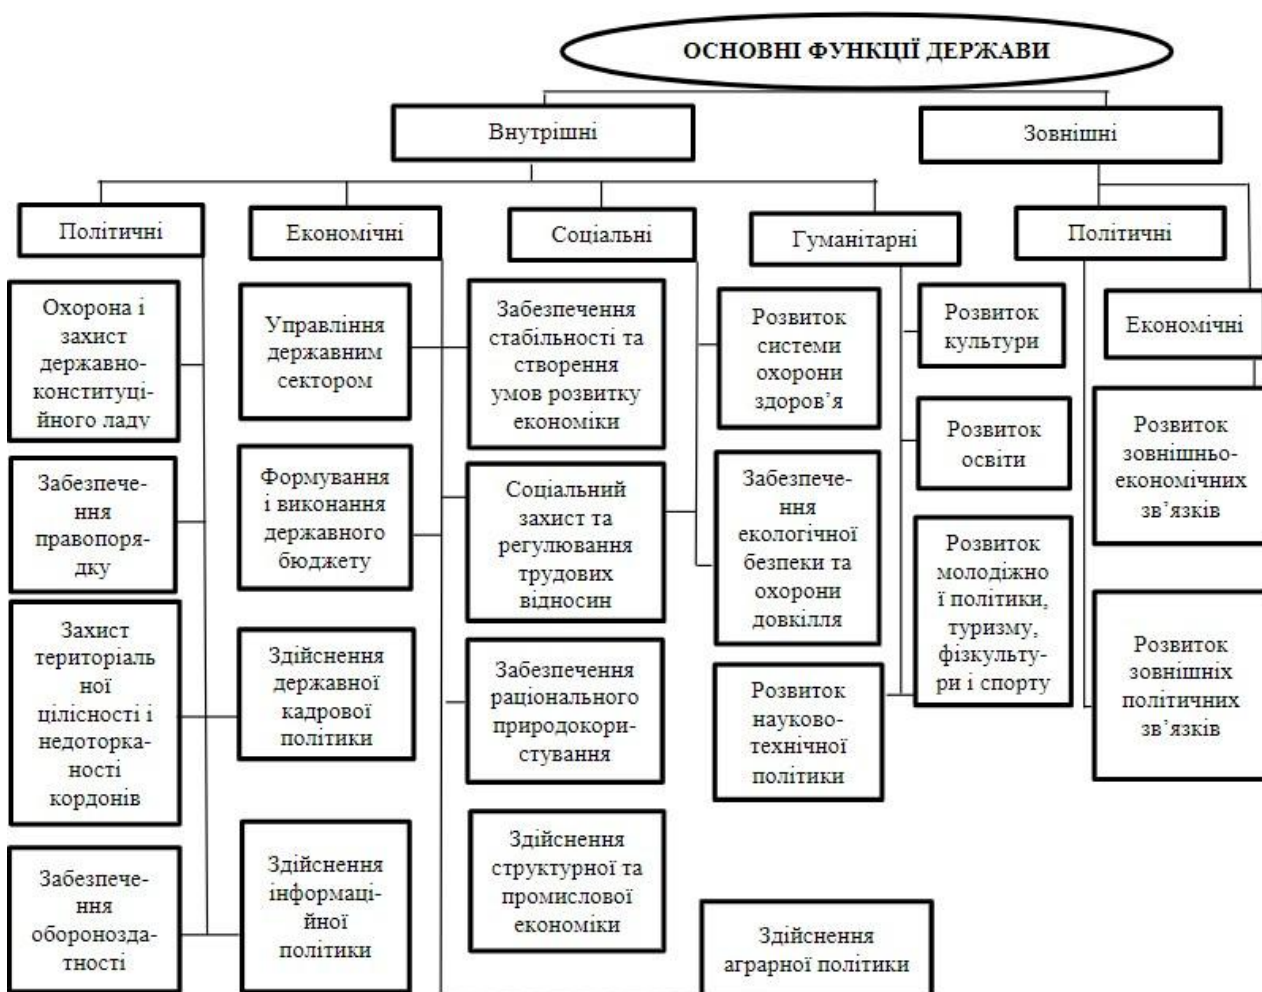 ОСНОВНІ ФУНКЦІЇ ДЕРЖАВИ
Внутрішні
Зовнішні
Політичні
Економічні
Соціальні
Гуманітарні
Політичні
Економічні
Охорона і
захист
державно-
конституці-
йного ладу
Забезпече-
ння
правопоря-
дку
Захист
територіаль
ної
цілісності і
недоторка-
ності
кордонів
Забезпече-
ння
обороноздa-
тності
Управління
державним
сектором
Формування
і виконання
державного
бюджету
Здійснення
державної
кадрової
політики
Здійснення
інформаці-
йної
політики
Забезпечення
стабільності та
створення
умов розвитку
економіки
Соціальний
захист та
регулювання
трудових
відносин
Забезпечення
раціонального
природокори-
стування
Здійснення
структурної та
промислової
економіки
Розвиток
системи
охорони
здоров’я
Забезпече-
ння
екологічної
безпеки та
охорони
довкілля
Розвиток
науково-
технічної
політики
Здійснення
аграрної політики
Розвиток
культури
Розвиток
освіти
Розвиток
молодіжно
ї політики,
туризму,
фізкульту-
ри і спорту
Розвиток
зовнішньо-
економічних
зв’язків
Розвиток
зовнішніх
політичних
зв’язків